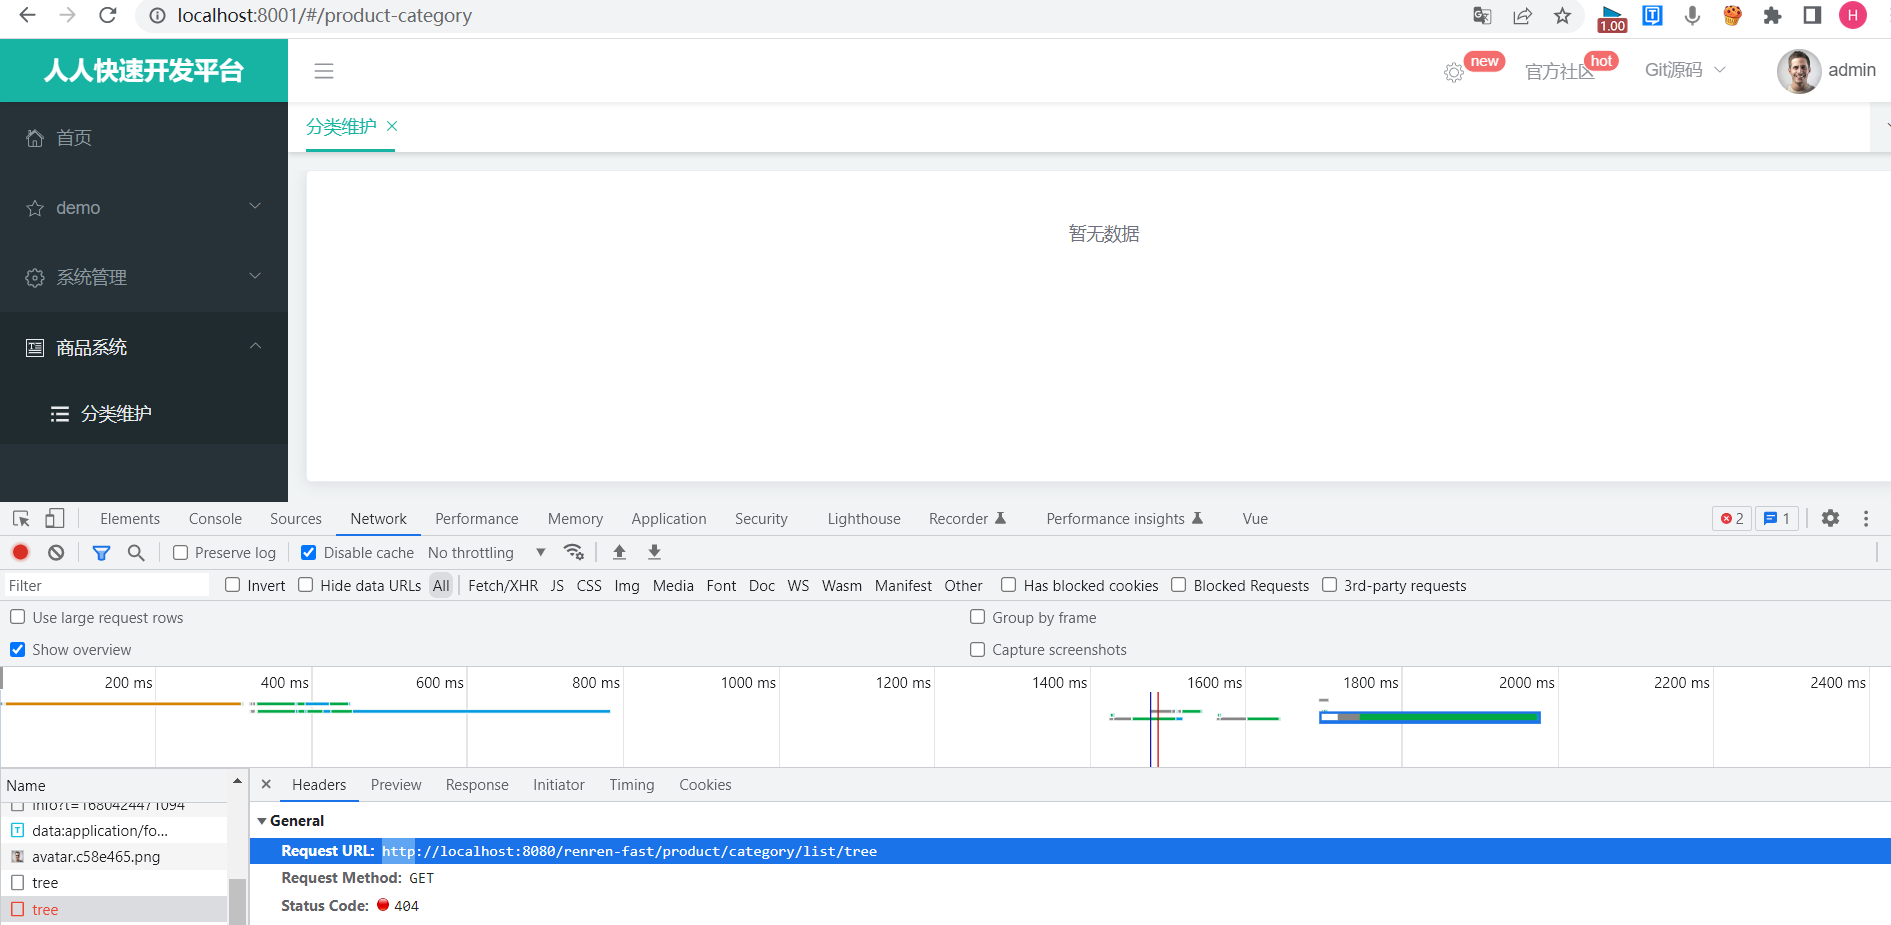 localhost:8001/#/product-category
1.00
H
人人快速开发平台
new
官方社区
hot
Git源码
admin
首页
分类维护
demo
暂无数据
系统管理
商品系统
分类维护
Elements Console Sources Network Performance Memory Application Security Lighthouse Recorder Performance insights Vue
2
1
Preserve log Disable cache No throttling
Filter Invert Hide data URLs All Fetch/XHR JS CSS Img Media Font Doc WS Wasm Manifest Other Has blocked cookies Blocked Requests 3rd-party requests
Use large request rows Group by frame
Show overview Capture screenshots
200 ms 400 ms 600 ms 800 ms 1000 ms 1200 ms 1400 ms 1600 ms 1800 ms 2000 ms 2200 ms 2400 ms
Name Headers Preview Response Initiator Timing Cookies
info?t=1680424471094
General
data:application/fo...
Request URL: http://localhost:8080/renren-fast/product/category/list/tree
avatar.c58e465.png
Request Method: GET
tree
Status Code: 404
tree